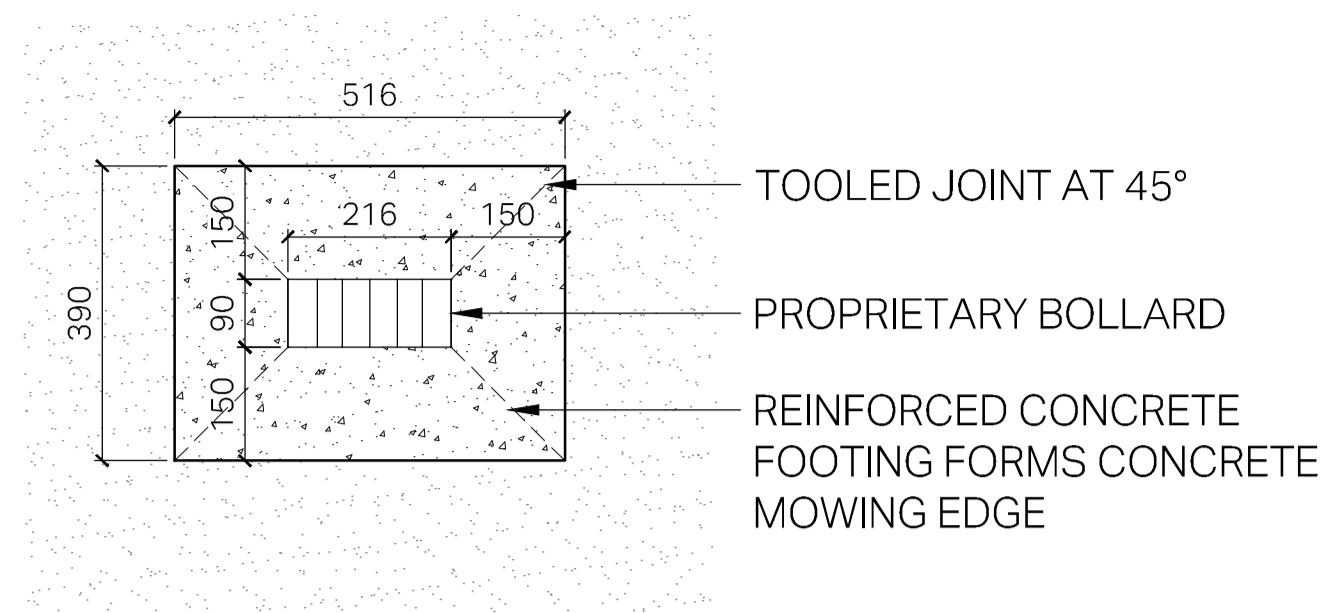 516
TOOLED JOINT AT 45°
150
216
150
390
90
PROPRIETARY BOLLARD
150
REINFORCED CONCRETE
FOOTING FORMS CONCRETE
MOWING EDGE